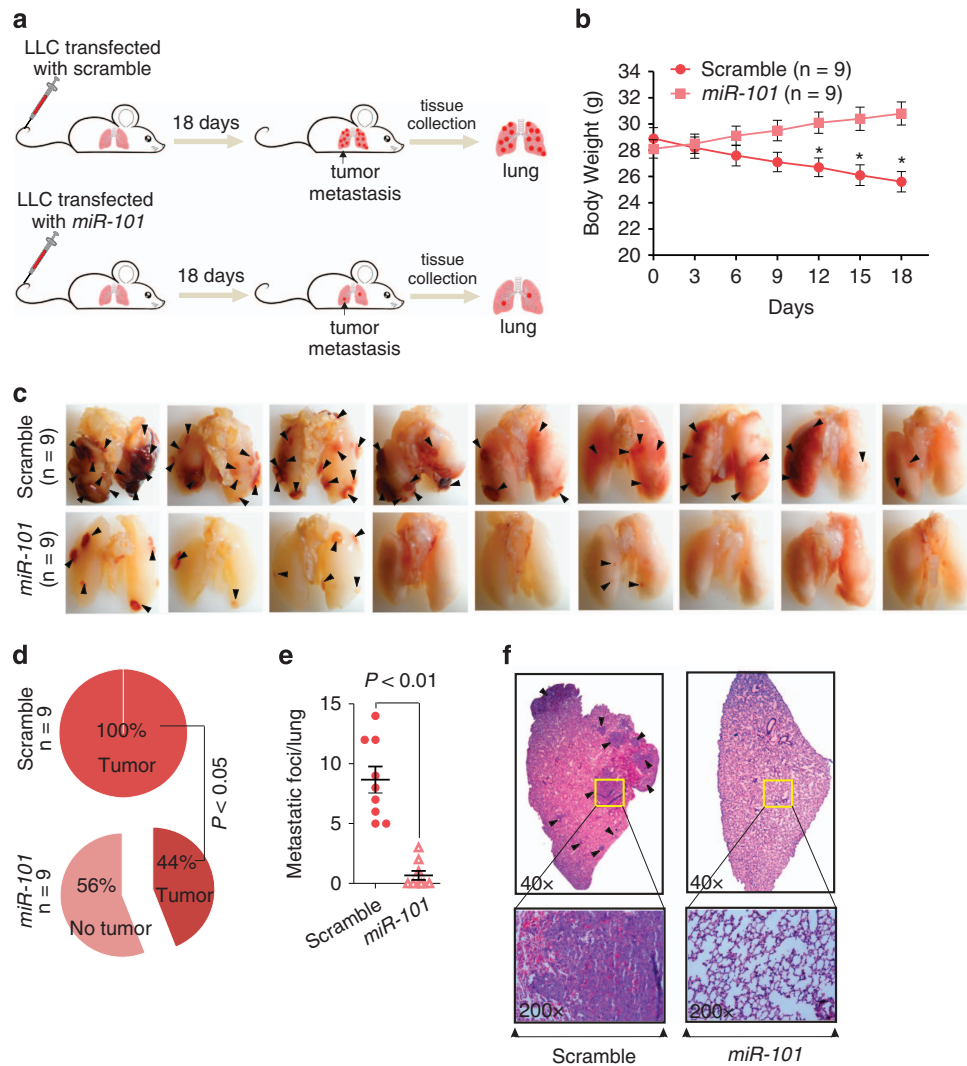 a
LLC transfected
with scramble
18 days
tissue
collection
tumor
metastasis
lung
LLC transfected
with miR-101
18 days
tissue
collection
tumor
metastasis
lung
b
Body Weight (g)
34
32
30
28
26
24
22
20
Scramble (n = 9)
miR-101 (n = 9)
* * *
0 3 6 9 12 15 18
Days
c
Scramble
(n = 9)
miR-101
(n = 9)
d
Scramble
n = 9
100%
Tumor
P < 0.05
miR-101
n = 9
56%
No tumor
44%
Tumor
e
P < 0.01
Metastatic foci/lung
15
10
5
0
Scramble
miR-101
f
40×
40×
200×
200×
Scramble
miR-101